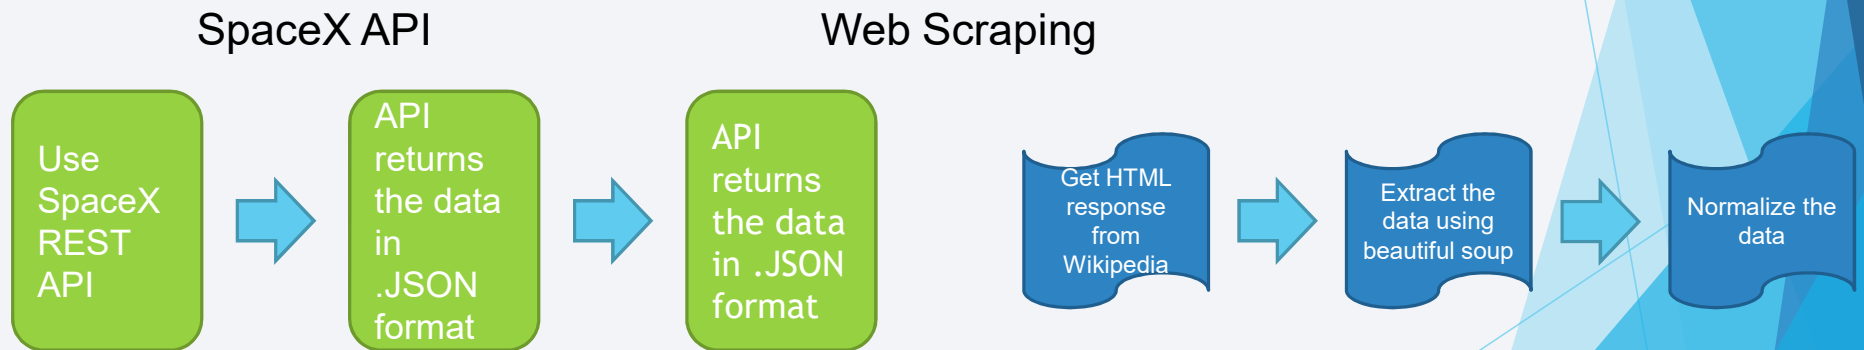 SpaceX API
Web Scraping
Use
SpaceX
REST
API
API
returns
the data
in
.JSON
format
API
returns
the data
in .JSON
format
Get HTML
response
from
Wikipedia
Extract the
data using
beautiful soup
Normalize the
data